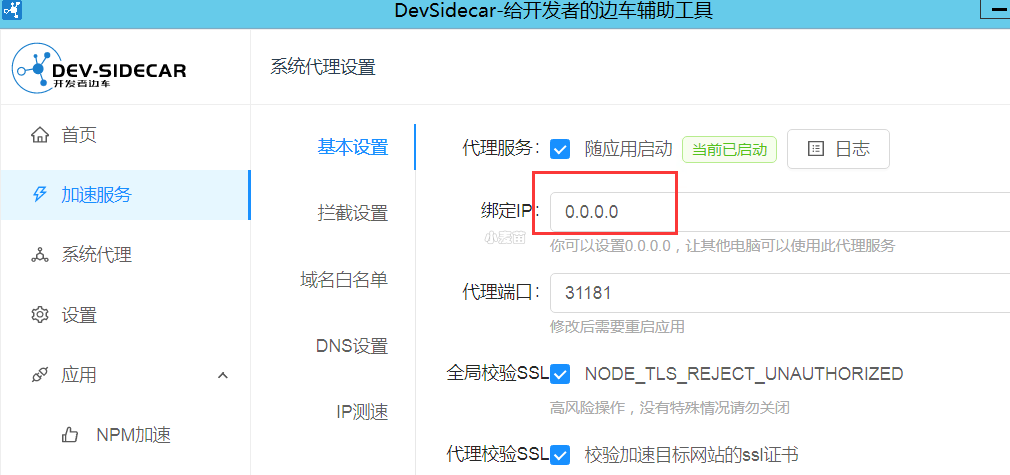 DevSidecar-给开发者的边车辅助工具
DEV-SIDECAR
开发者边车
系统代理设置
首页
加速服务
系统代理
设置
应用
NPM加速
基本设置
拦截设置
域名白名单
DNS设置
IP测速
代理服务： 随应用启动 当前已启动 日志
绑定IP： 0.0.0.0
你可以设置0.0.0.0，让其他电脑可以使用此代理服务
代理端口： 31181
修改后需要重启应用
全局校验SSL NODE_TLS_REJECT_UNAUTHORIZED
高风险操作，没有特殊情况请勿关闭
代理校验SSL 校验加速目标网站的ssl证书